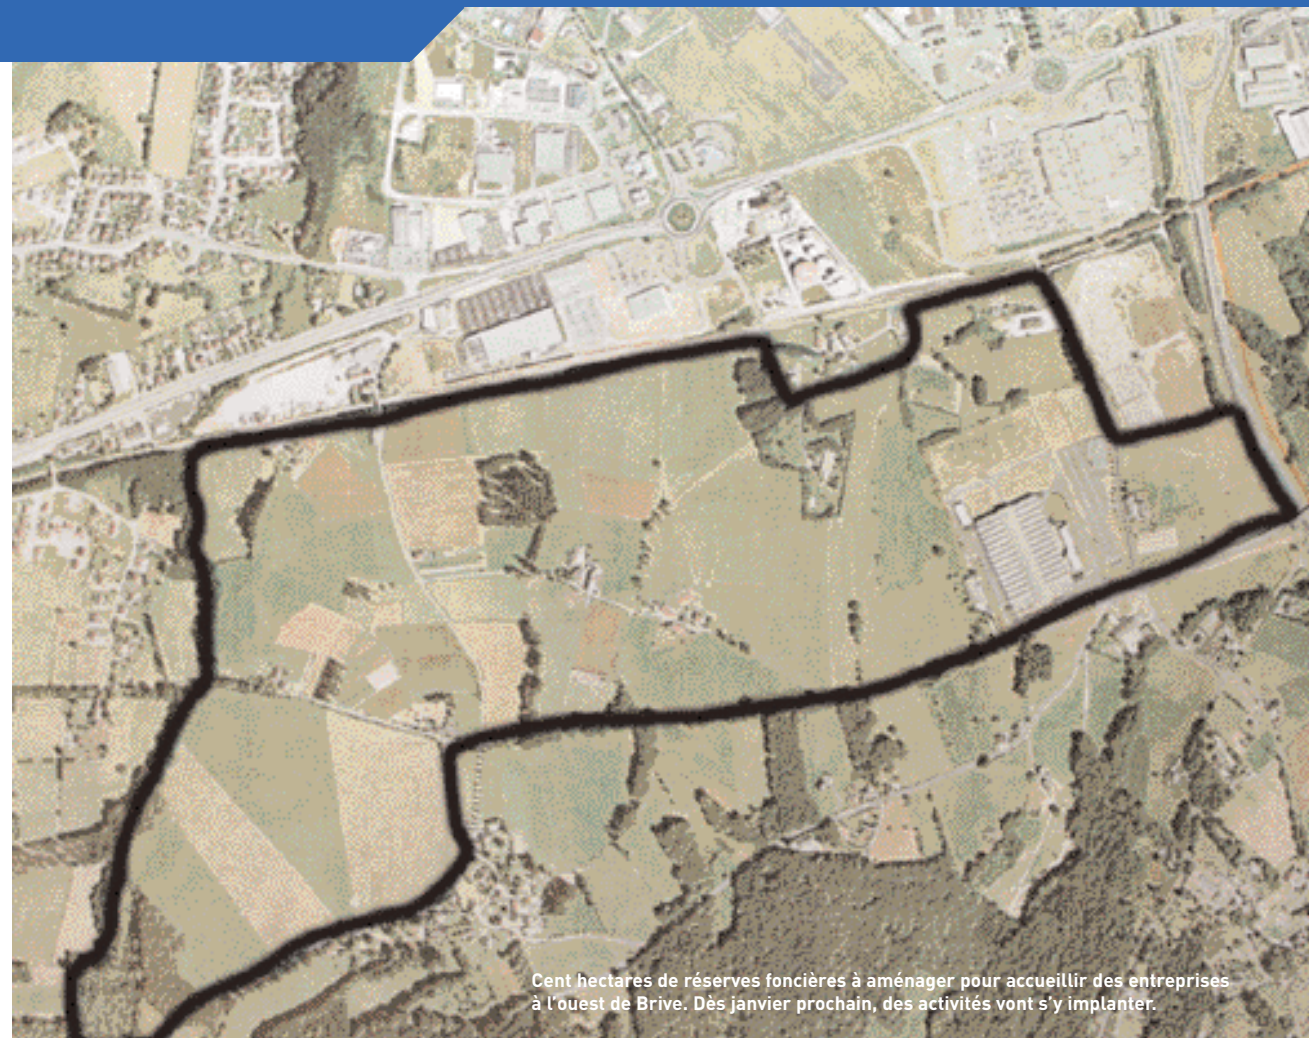 Cent hectares de réserves foncières à aménager pour accueillir des entreprises
à l'ouest de Brive. Dès janvier prochain, des activités vont s'y implanter.